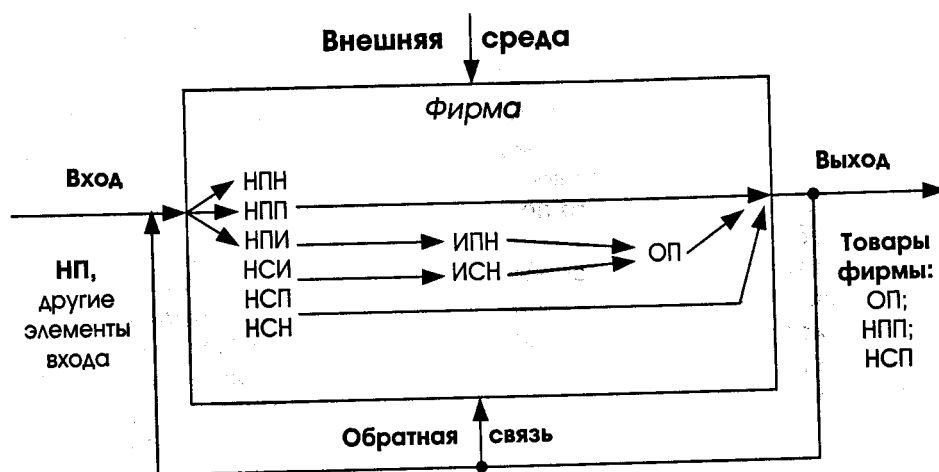 Внешняя среда
Фирма
Вход
НПН
НПП
НПИ
НСИ
НСП
НСН
ИПН
ИСН
ОП
Выход
НП,
другие
элементы
входа
Товары
фирмы:
ОП;
НПП;
НСП
Обратная связь